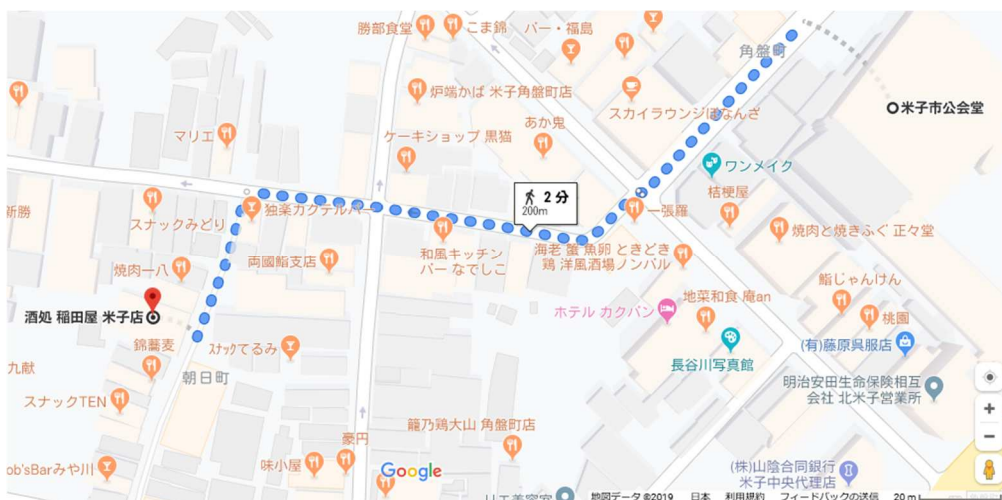 勝部食堂
こま錦
バー・福島
角盤町
炉端かば 米子角盤町店
スカイラウンジほなんざ
米子市公会堂
あか鬼
マリエ
ケーキショップ 黒猫
ワンメイク
桔梗屋
2 分
200m
新勝
スナックみどり
独楽カクテルバー
一張羅
焼肉と焼きふぐ 正々堂
和風キッチン
バー なでしこ
海老 蟹 魚卵 ときどき
鶏 洋風酒場ノンバル
両國鮨支店
焼肉一八
鮨じゃんけん
地菜和食 庵an
ホテル カクバン
桃園
酒処 稲田屋 米子店
錦蕎麦
スナックてるみ
(有)藤原呉服店
長谷川写真館
九献
朝日町
明治安田生命保険相互
会社 北米子営業所
スナックTEN
籠乃鶏大山 角盤町店
豪円
味小屋
ob'sBarみや川
Google
(株)山陰合同銀行
米子中央代理店
地図データ ©2019 日本 利用規約 フィードバックの送信 20 m